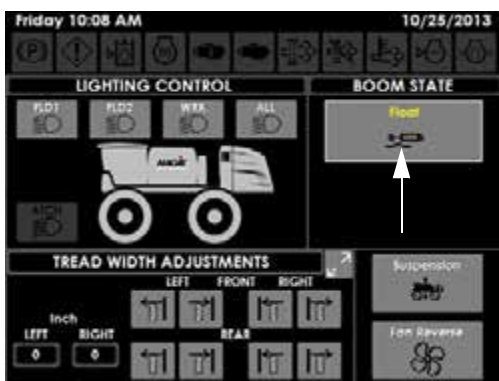 Friday 10:08 AM
10/25/2013
LIGHTING CONTROL
BOOM STATE
FLD1
FLD2
WRK
ALL
Float
TREAD WIDTH ADJUSTMENTS
LEFT
FRONT
RIGHT
Suspension
Inch
LEFT
RIGHT
REAR
0
0
Fan Reverse